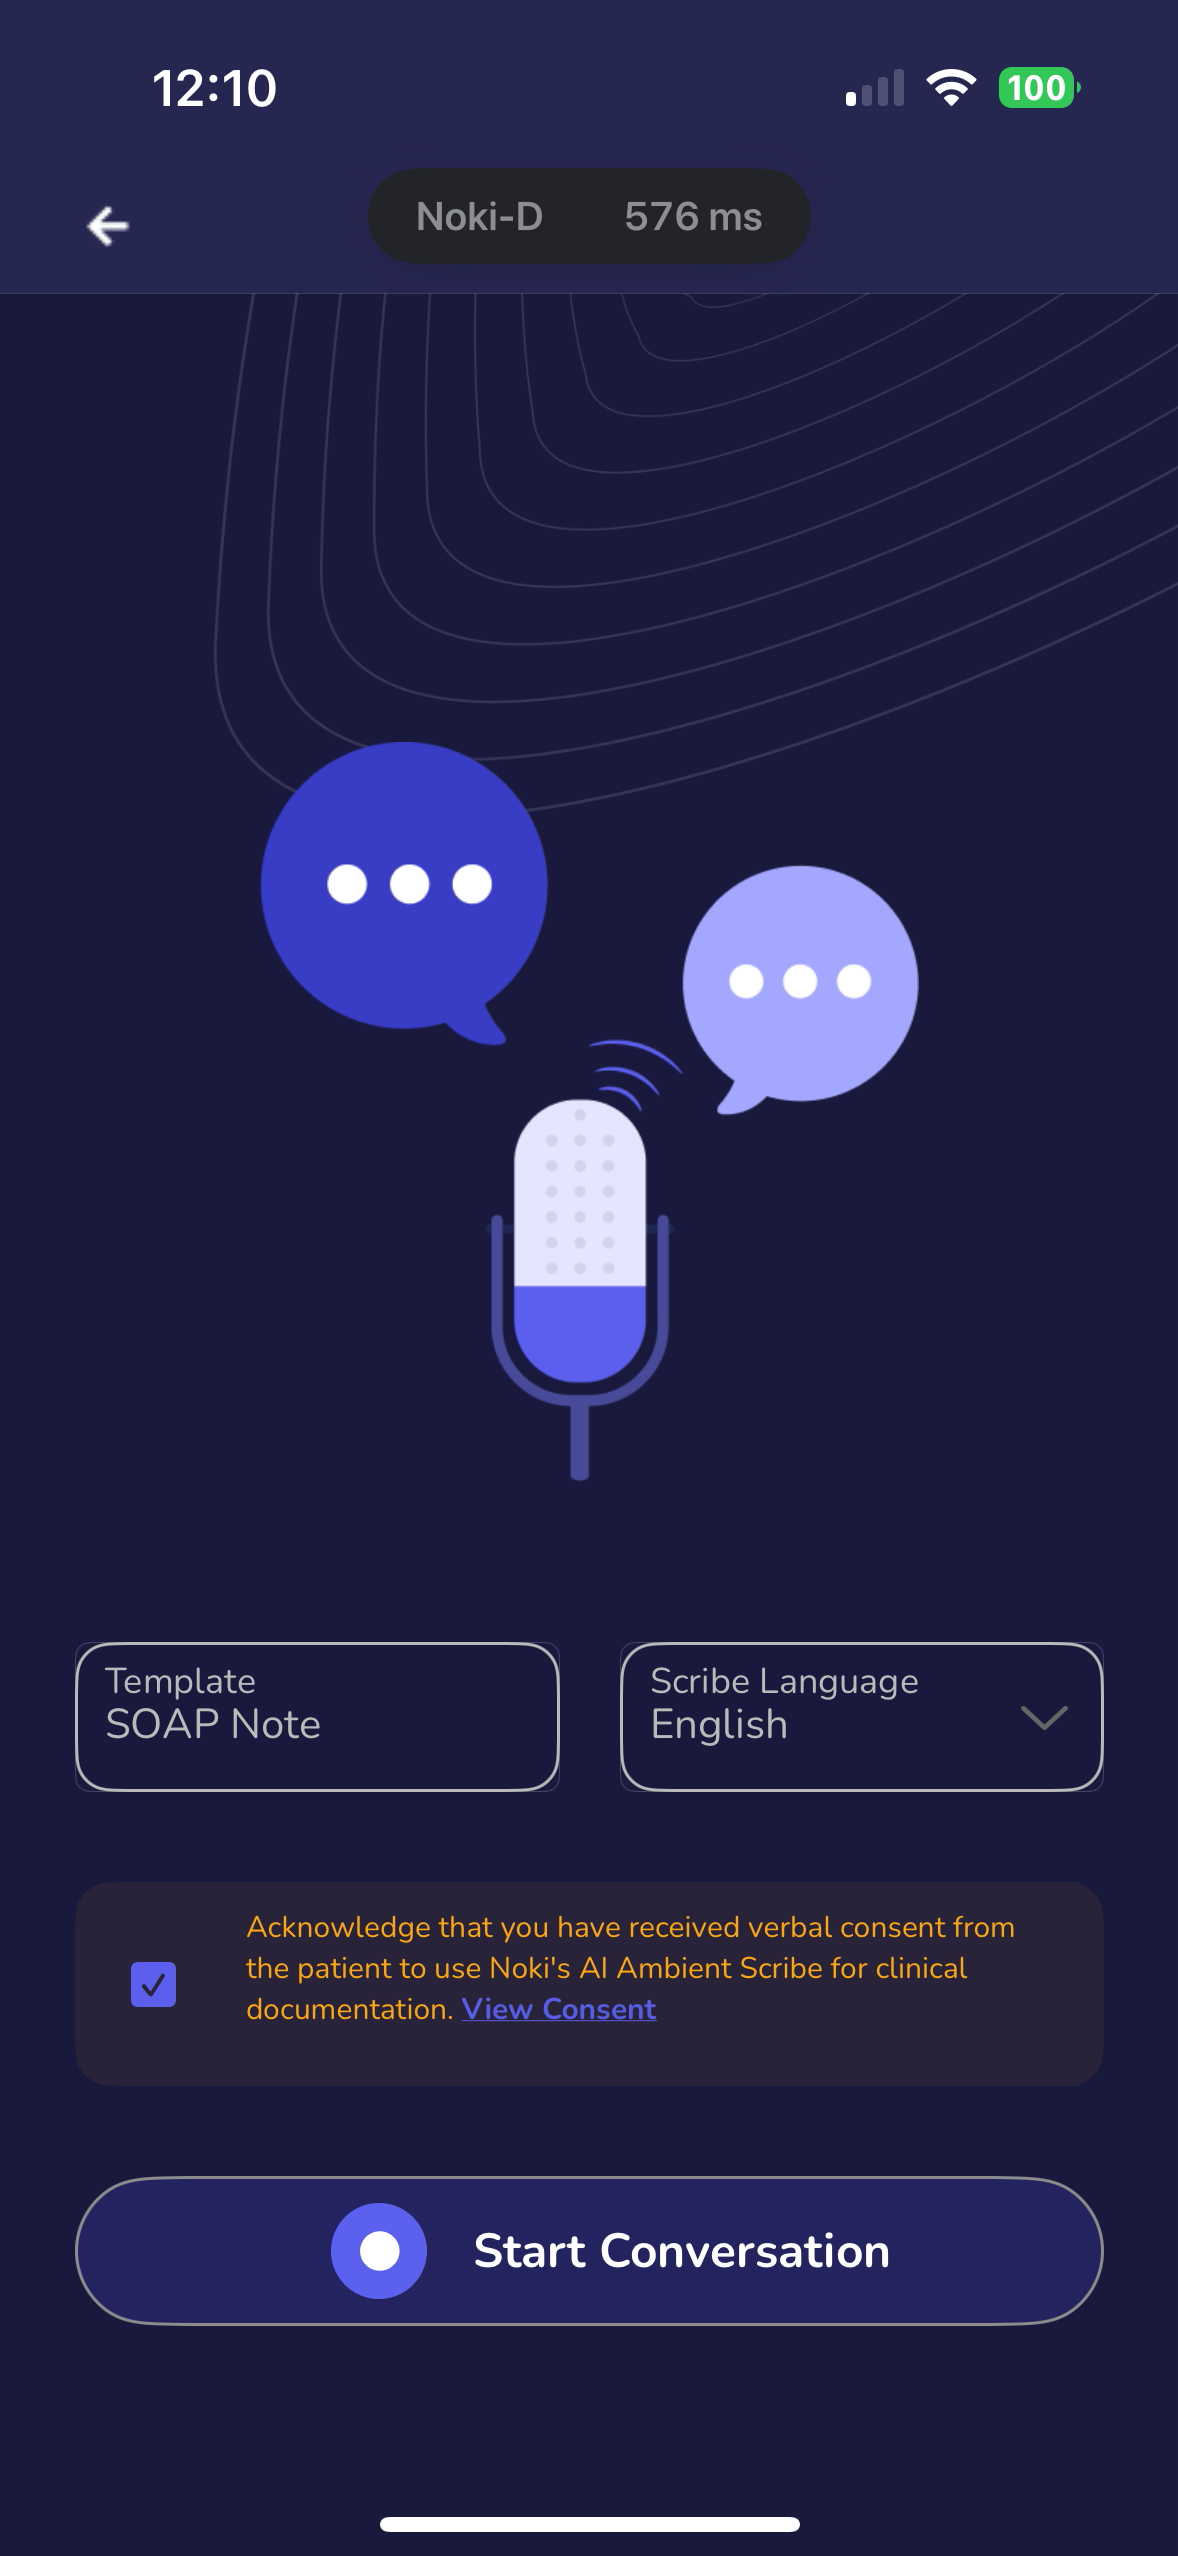 12:10
100
Noki-D 576 ms
Template
SOAP Note
Scribe Language
English
Acknowledge that you have received verbal consent from
the patient to use Noki's AI Ambient Scribe for clinical
documentation. View Consent
Start Conversation